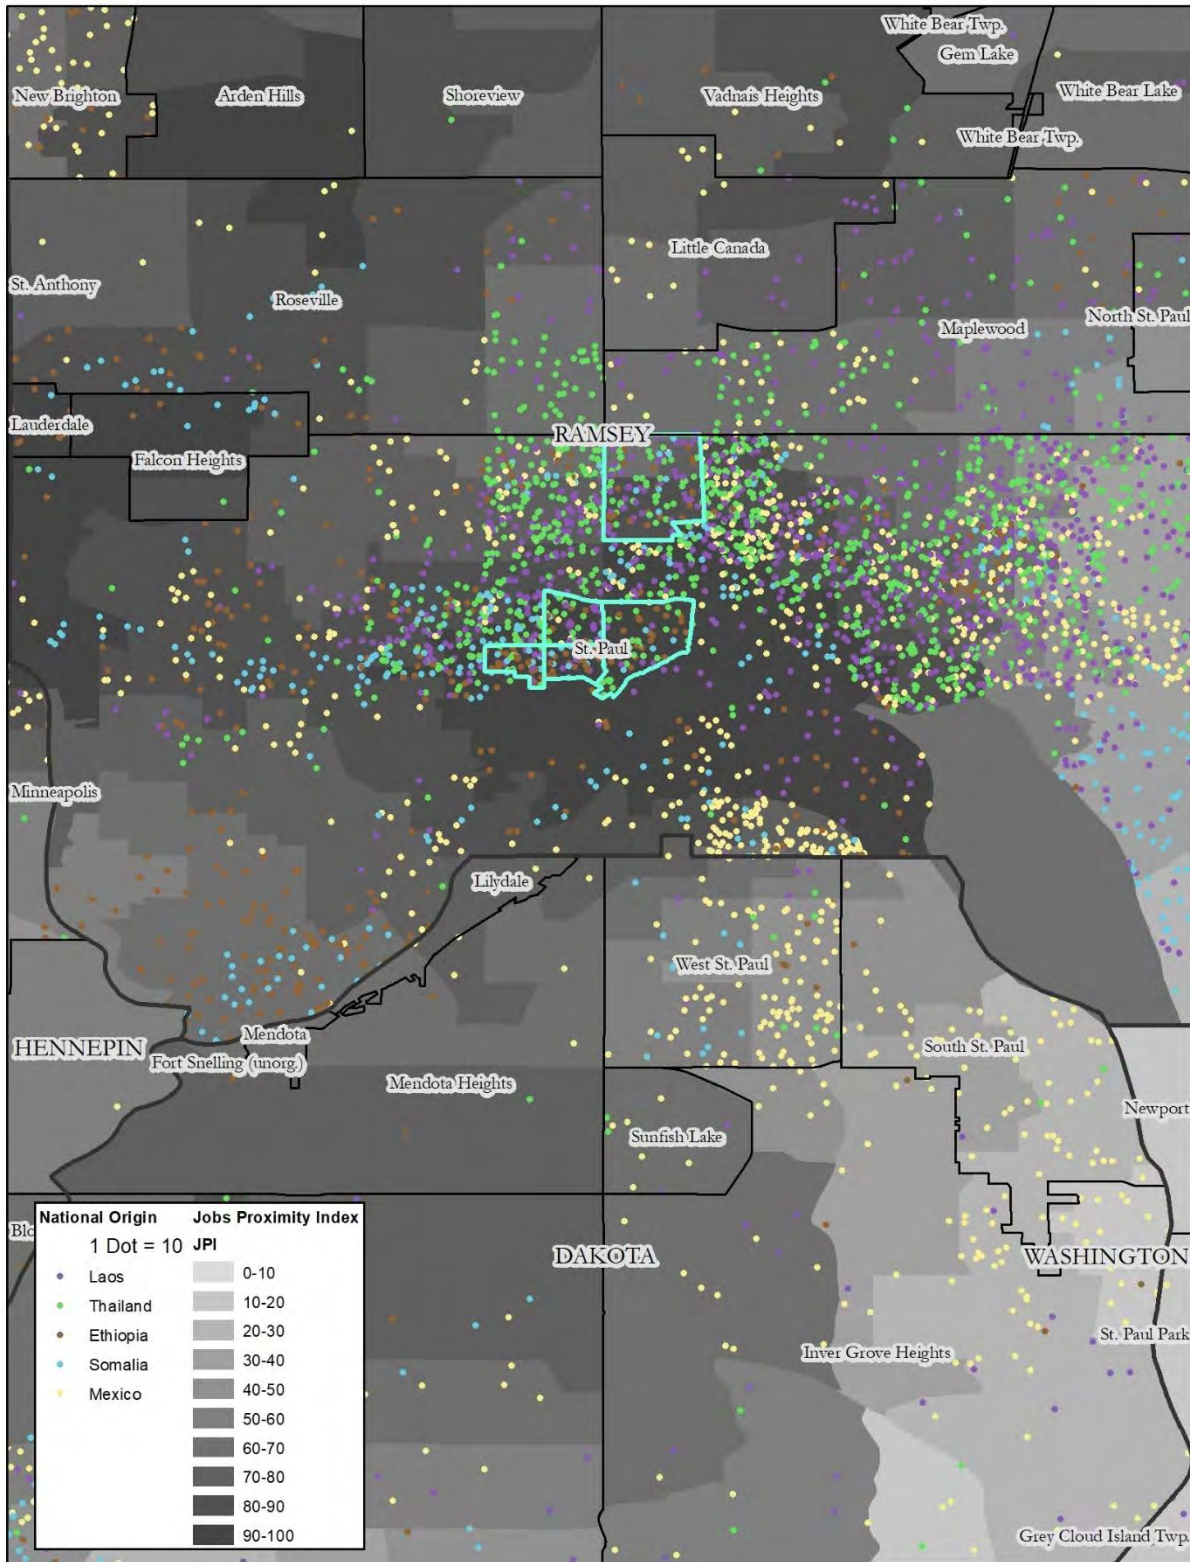 White Bear Twp.
Gem Lake
New Brighton
Arden Hills
Shoreview
Vadnais Heights
White Bear Lake
White Bear Twp.
Little Canada
St. Anthony
Roseville
North St. Paul
Maplewood
Lauderdale
RAMSEY
Falcon Heights
St. Paul
Minneapolis
Lilydale
West St. Paul
Mendota
HENNEPIN
Fort Snelling (unorg.)
South St. Paul
Mendota Heights
Newport
Sunfish Lake
Blo
DAKOTA
WASHINGTON
St. Paul Park
Inver Grove Heights
Grey Cloud Island Twp.
National Origin
1 Dot = 10
Laos
Thailand
Ethiopia
Somalia
Mexico
Jobs Proximity Index
JPI
0-10
10-20
20-30
30-40
40-50
50-60
60-70
70-80
80-90
90-100